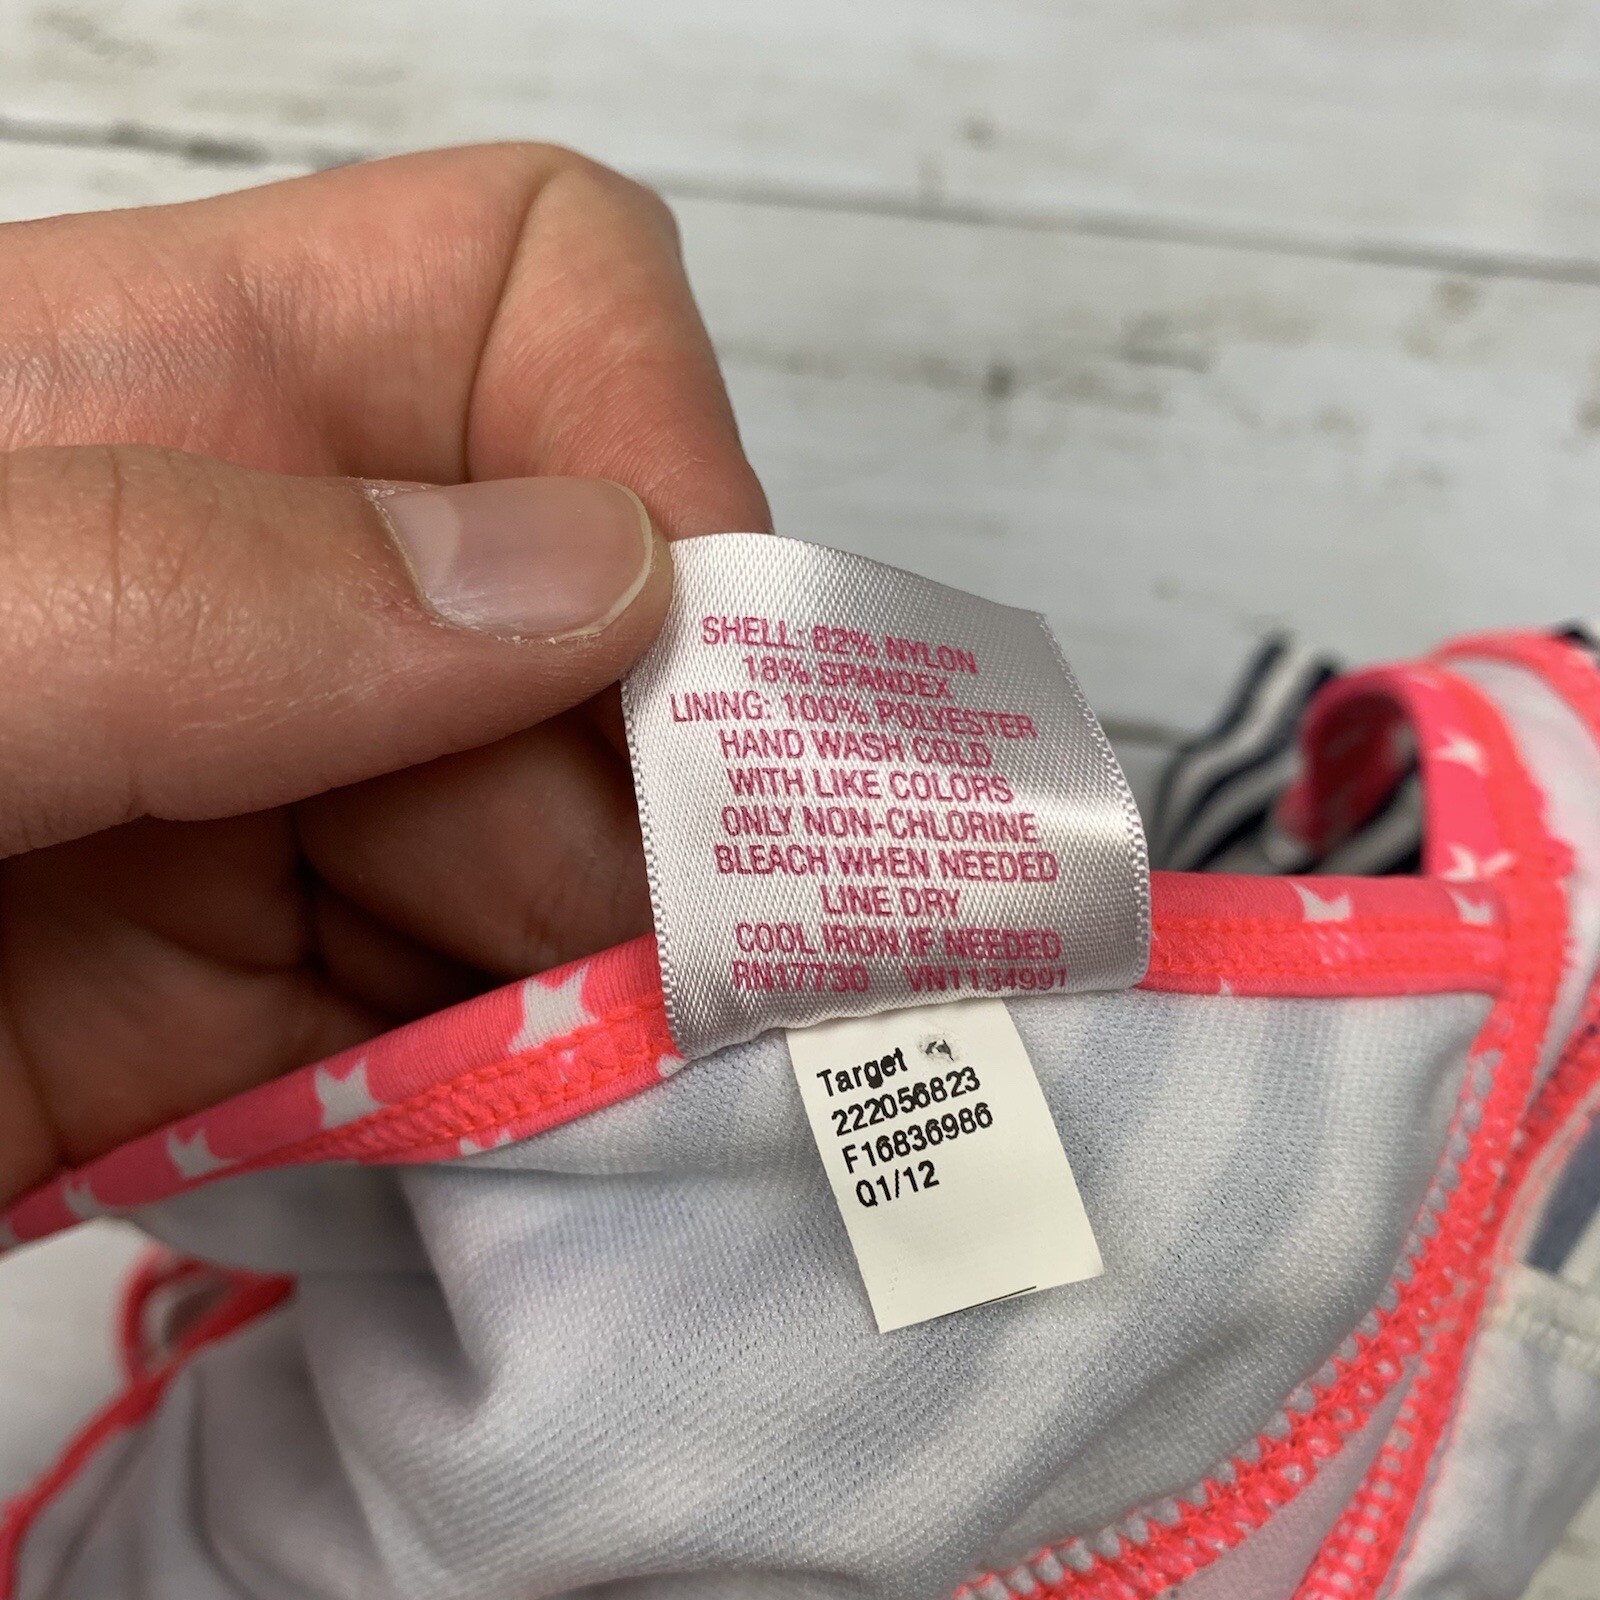 SHELL: 82% NYLON
18% SPANDEX
LINING: 100% POLYESTER
HAND WASH COLD
WITH LIKE COLORS
ONLY NON-CHLORINE
BLEACH WHEN NEEDED
LINE DRY
COOL IRON IF NEEDED
RN17730 VN1134991
Target
222056823
F16836986
Q1/12